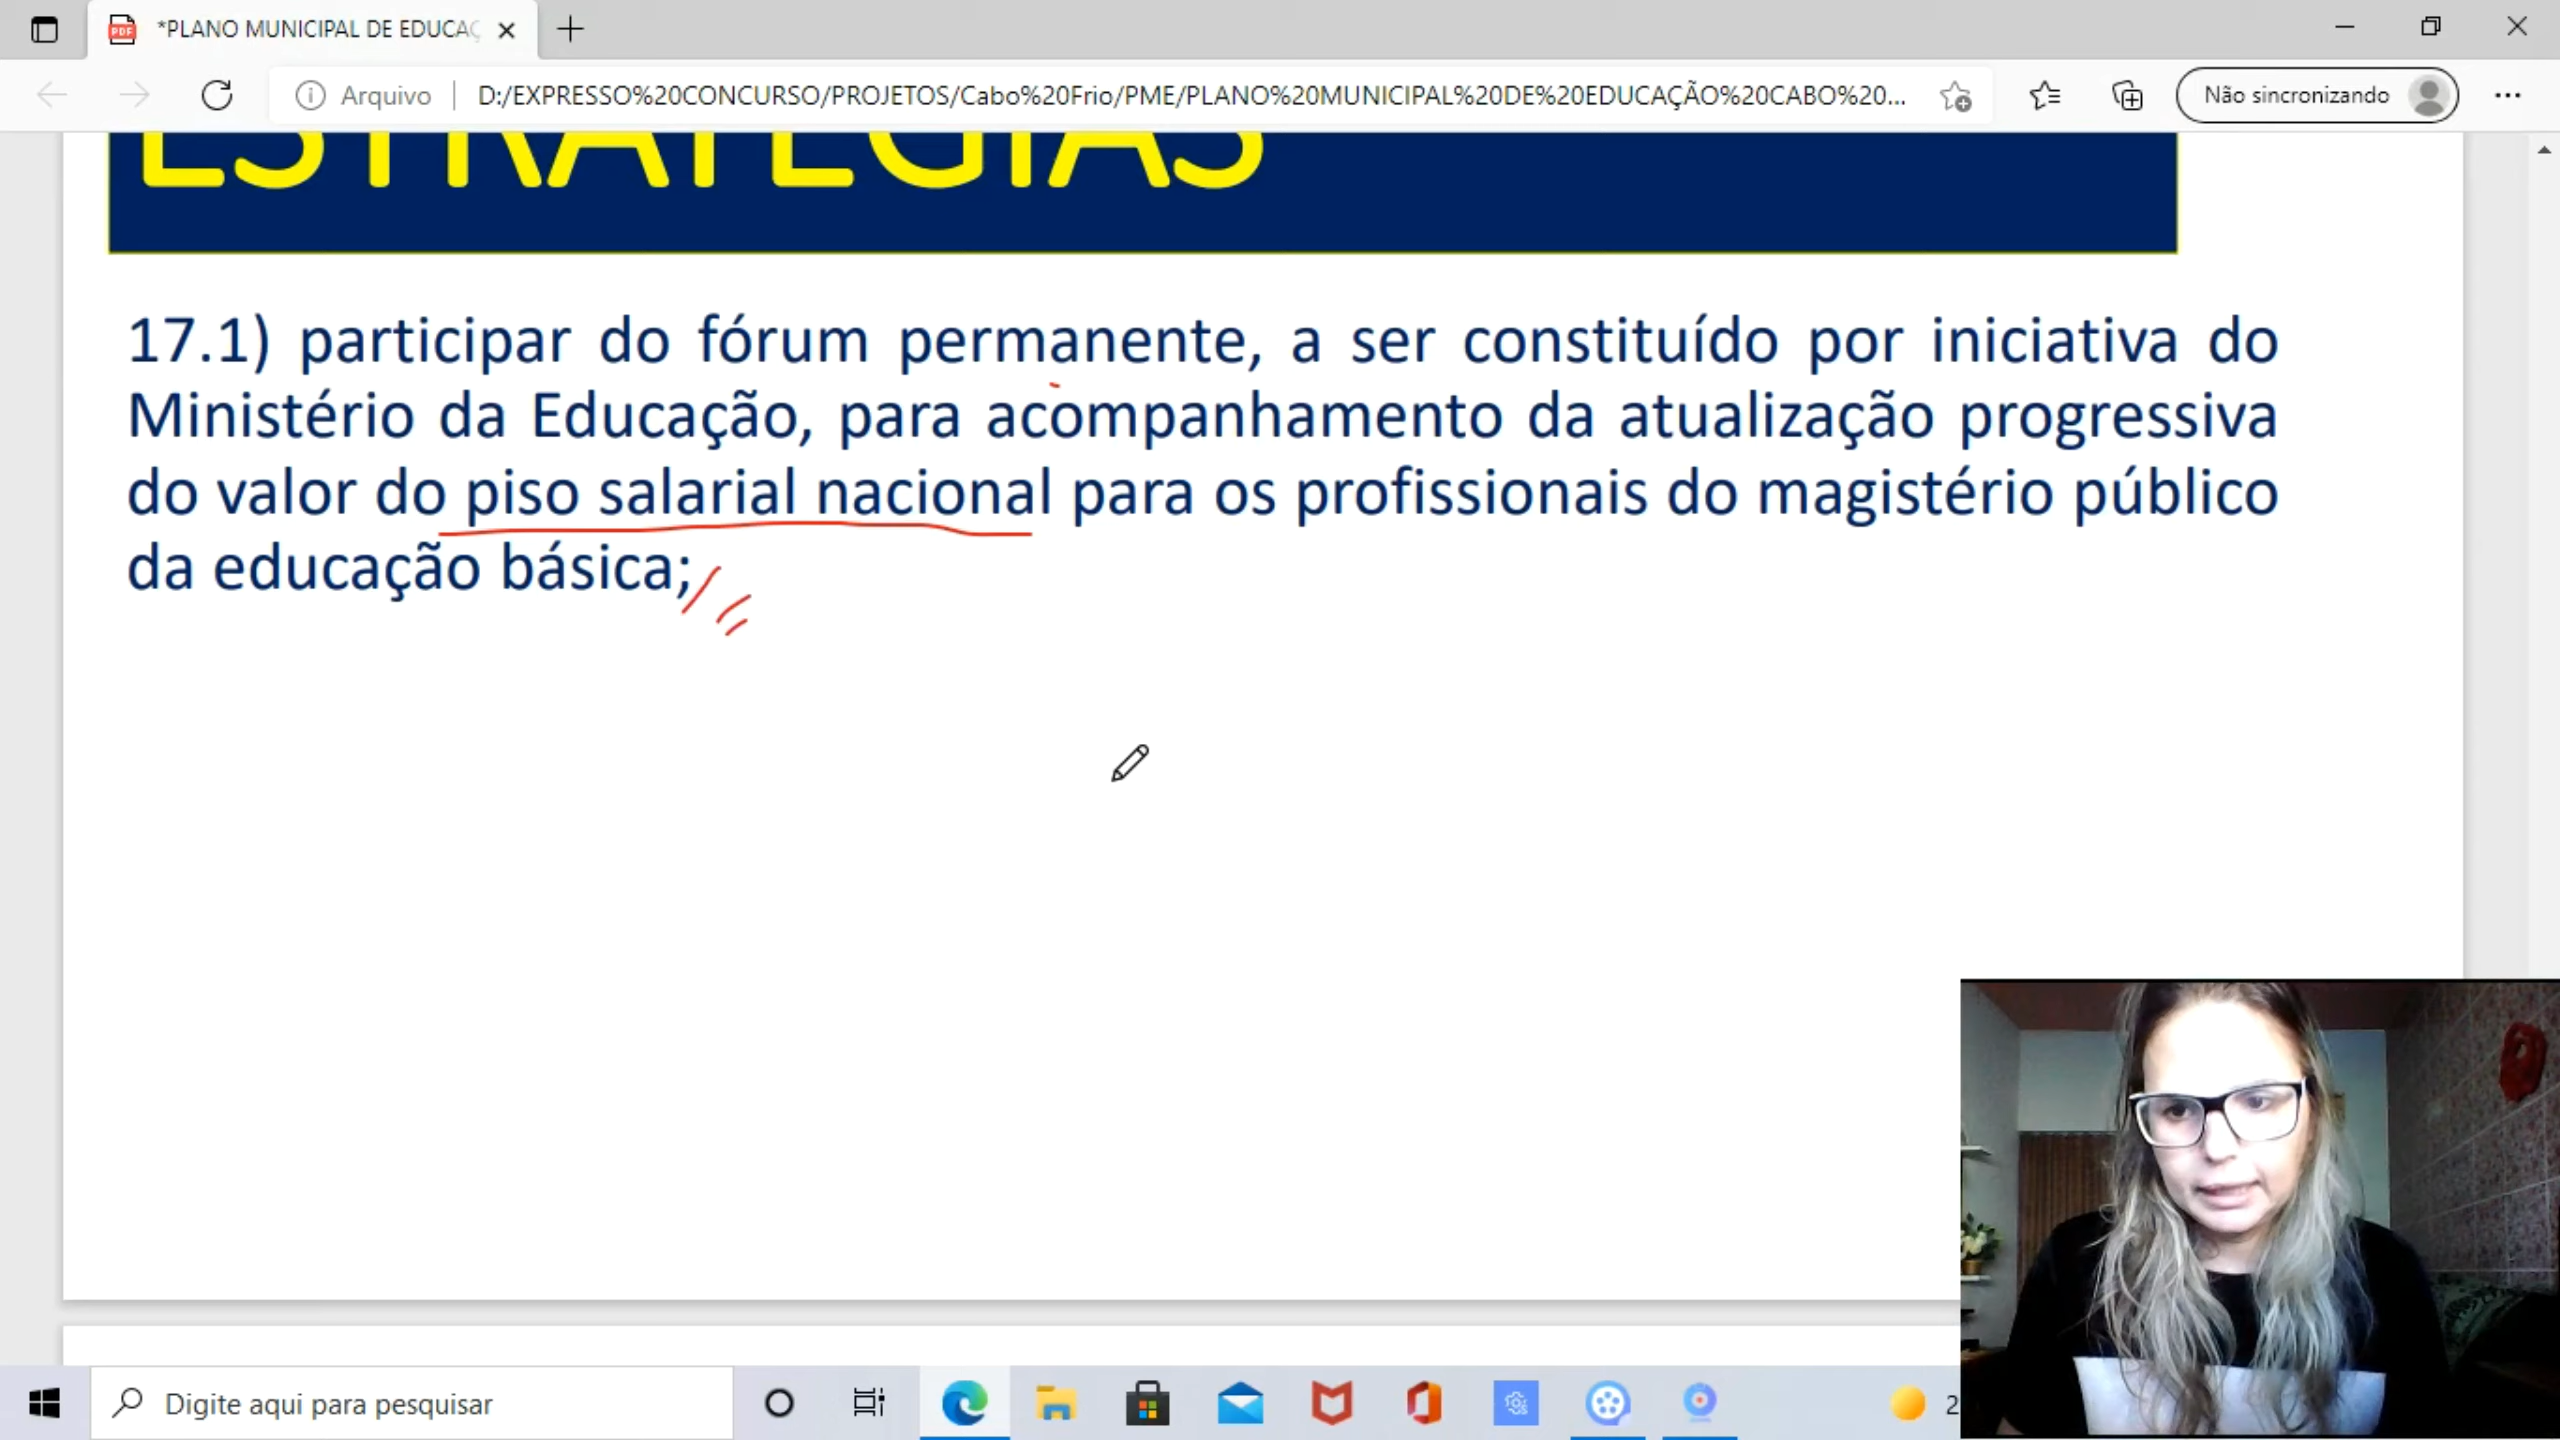 *PLANO MUNICIPAL DE EDUCAÇ
Arquivo
D:/EXPRESSO%20CONCURSO/PROJETOS/Cabo%20Frio/PME/PLANO%20MUNICIPAL%20DE%20EDUCAÇÃO%20CABO%20...
Não sincronizando
ESTRATÉGIAS
17.1) participar do fórum permanente, a ser constituído por iniciativa do
Ministério da Educação, para acompanhamento da atualização progressiva
do valor do piso salarial nacional para os profissionais do magistério público
da educação básica;
Digite aqui para pesquisar
2